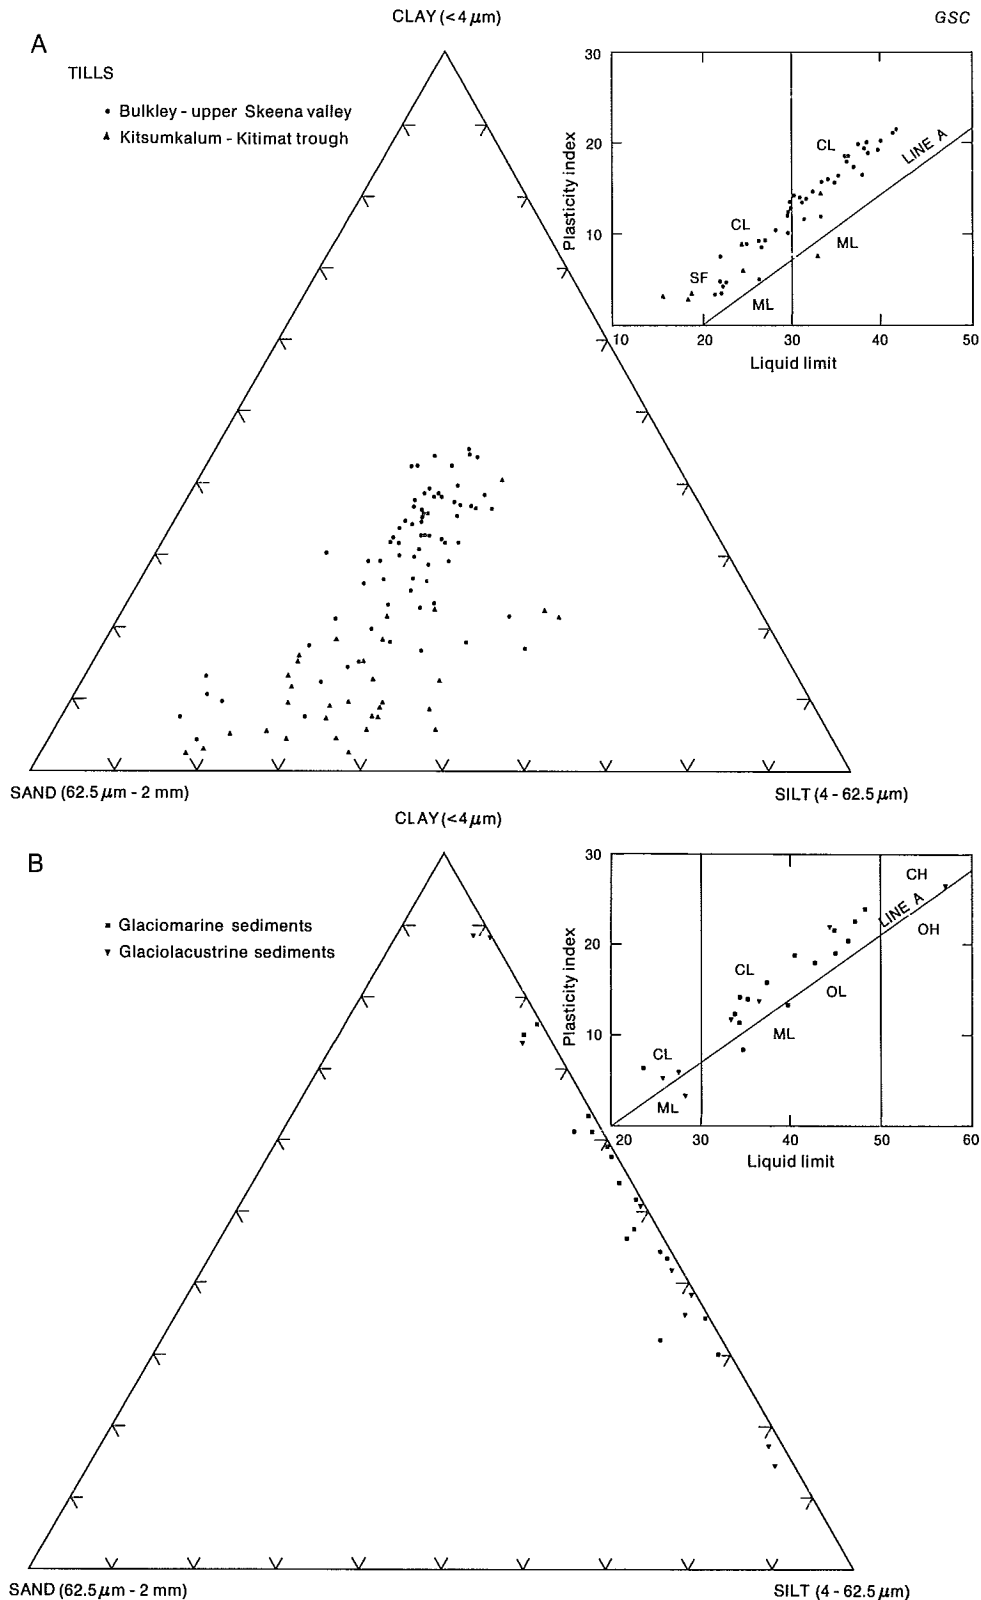 CLAY (<4 μm)
GSC
A
TILLS
Bulkley - upper Skeena valley
Kitsumkalum - Kitimat trough
30
20
10
Plasticity index
CL
LINE A
CL
ML
SF
ML
10 20 30 40 50
Liquid limit
SAND (62.5 μm - 2 mm)
SILT (4 - 62.5 μm)
CLAY (<4 μm)
B
Glaciomarine sediments
Glaciolacustrine sediments
30
20
10
Plasticity index
CH
LINE A
OH
CL
OL
ML
CL
ML
20 30 40 50 60
Liquid limit
SAND (62.5 μm - 2 mm)
SILT (4 - 62.5 μm)